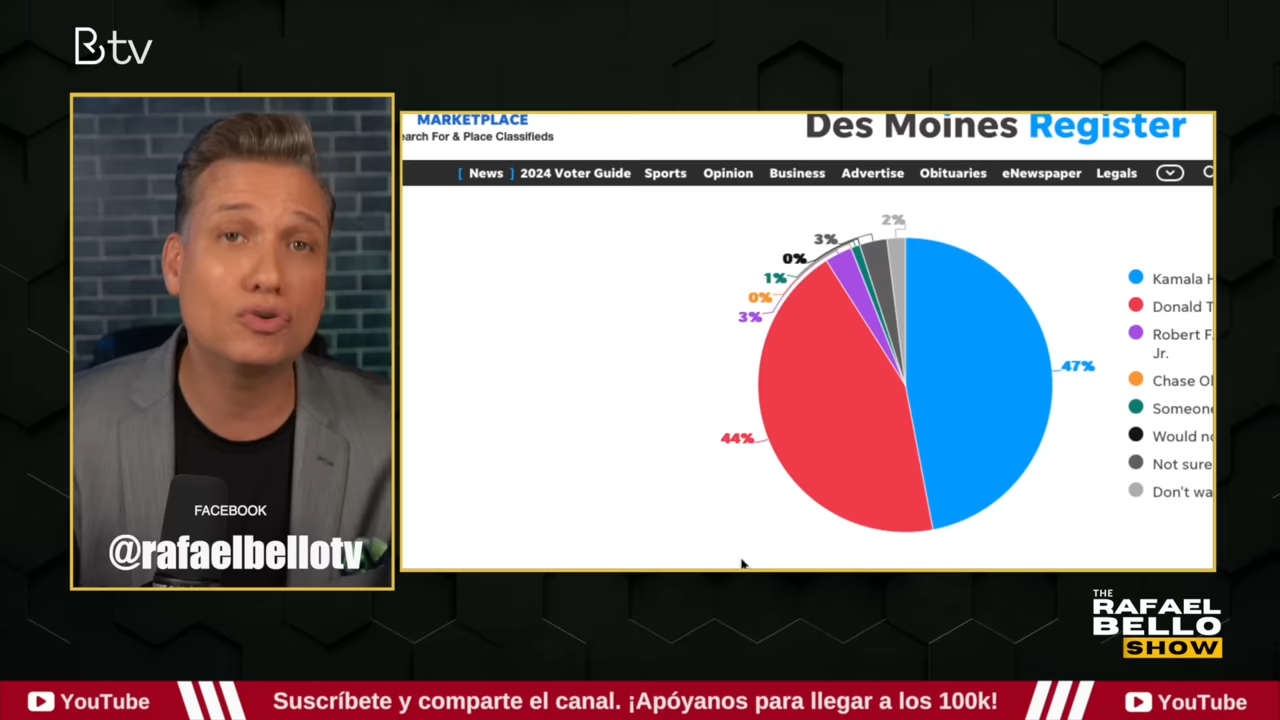 Btv
MARKETPLACE
earch For & Place Classifieds
Des Moines Register
[ News ] 2024 Voter Guide Sports Opinion Business Advertise Obituaries eNewspaper Legals
2%
3%
0%
1%
0%
3%
47%
44%
Kamala H
Donald T
Robert F.
Jr.
Chase Ol
Someone
Would no
Not sure
Don't wa
FACEBOOK
@rafaelbellotv
THE
RAFAEL
BELLO
SHOW
YouTube Suscríbete y comparte el canal. ¡Apóyanos para llegar a los 100k! YouTube